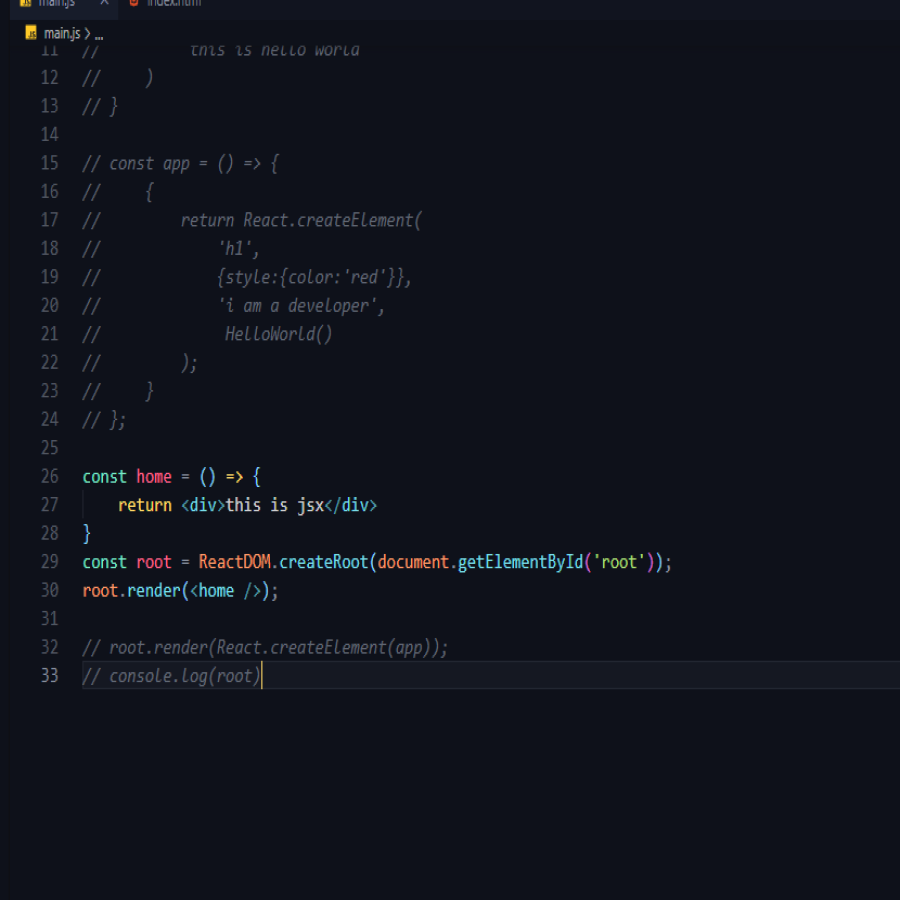 main.js × index.html
JS main.js > ...
11 // this is hello world
12 // )
13 // }
14
15 // const app = () => {
16 // {
17 // return React.createElement(
18 // 'h1',
19 // {style:{color:'red'}},
20 // 'i am a developer',
21 // HelloWorld()
22 // );
23 // }
24 // };
25
26 const home = () => {
27 return <div>this is jsx</div>
28 }
29 const root = ReactDOM.createRoot(document.getElementById('root'));
30 root.render(<home />);
31
32 // root.render(React.createElement(app));
33 // console.log(root)